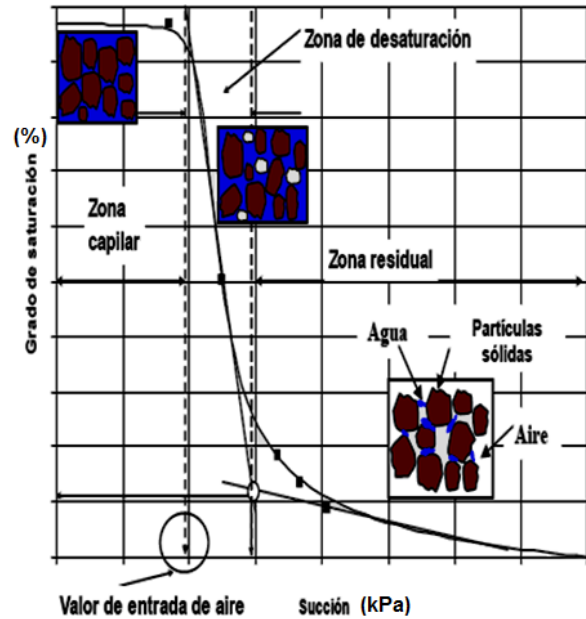 Zona de desaturación
(%)
Zona
capilar
Zona residual
Grado de saturación
Agua
Partículas
sólidas
Aire
Valor de entrada de aire
Succión (kPa)